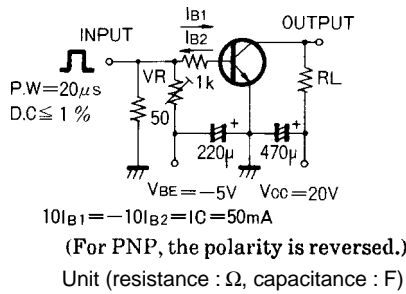 IB1
IB2
INPUT
OUTPUT
P.W=20μs
D.C≦1%
VR
1k
RL
50
220μ
+
470μ
+
VBE=−5V
VCC=20V
10IB1=−10IB2=IC=50mA
(For PNP, the polarity is reversed.)
Unit (resistance : Ω, capacitance : F)